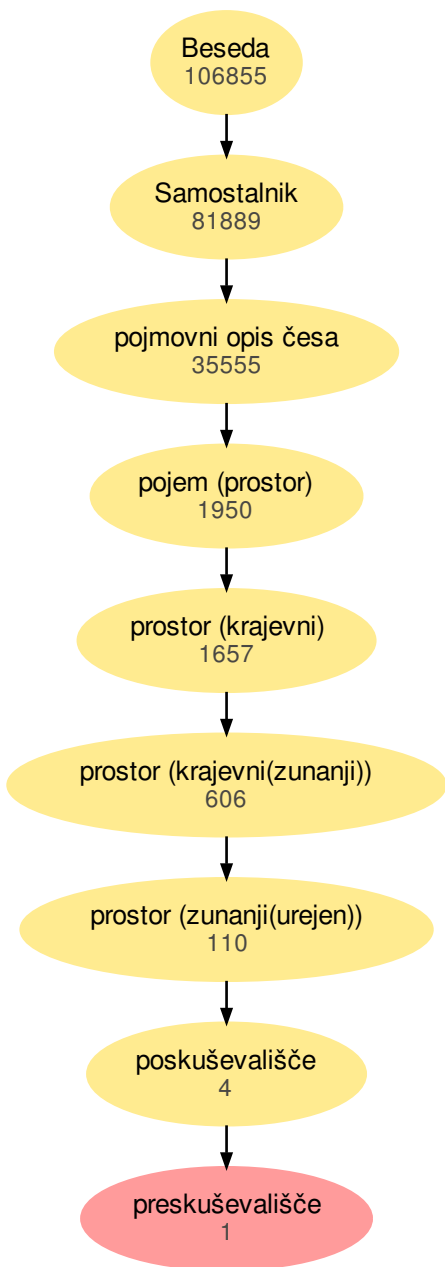 Beseda
106855
Samostalnik
81889
pojmovni opis česa
35555
pojem (prostor)
1950
prostor (krajevni)
1657
prostor (krajevni(zunanji))
606
prostor (zunanji(urejen))
110
poskuševališče
4
preskuševališče
1